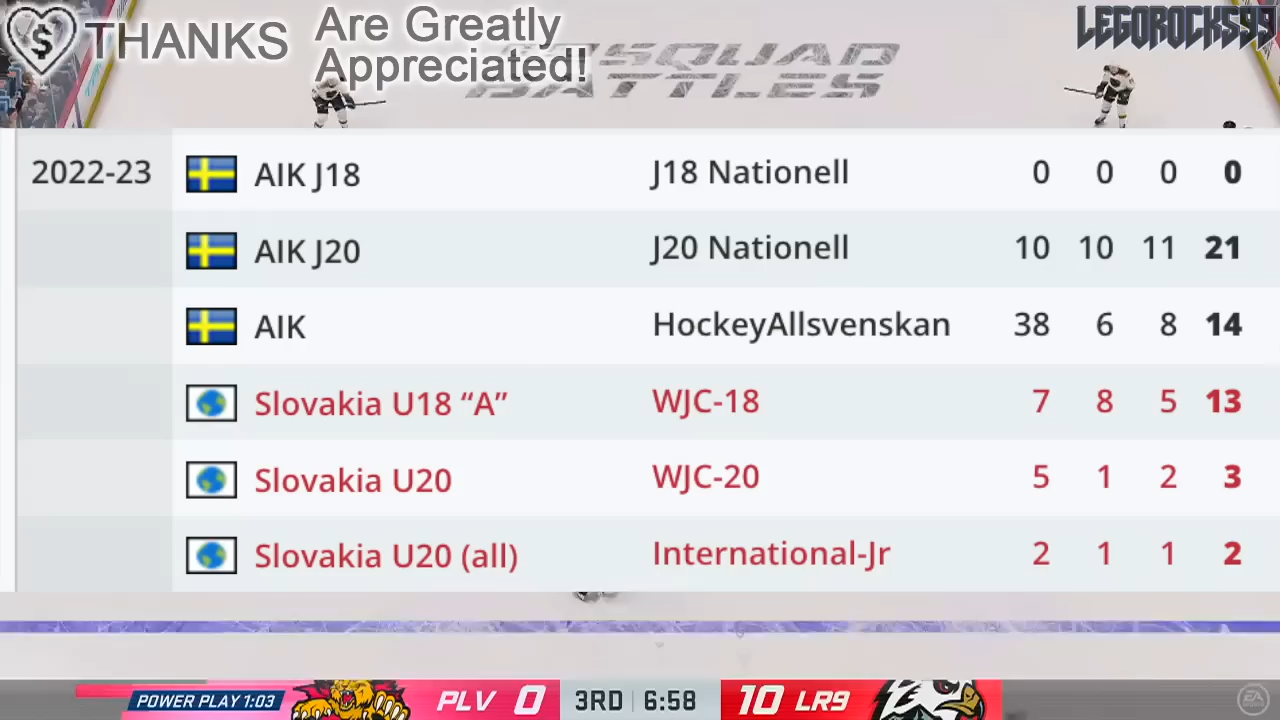 THANKS Are Greatly Appreciated!
LEGOROCKS99
SQUAD
BATTLES
2022-23 AIK J18 J18 Nationell 0 0 0 0
AIK J20 J20 Nationell 10 10 11 21
AIK HockeyAllsvenskan 38 6 8 14
Slovakia U18 “A” WJC-18 7 8 5 13
Slovakia U20 WJC-20 5 1 2 3
Slovakia U20 (all) International-Jr 2 1 1 2
POWER PLAY 1:03 PLV 0 3RD 6:58 10 LR9
EA